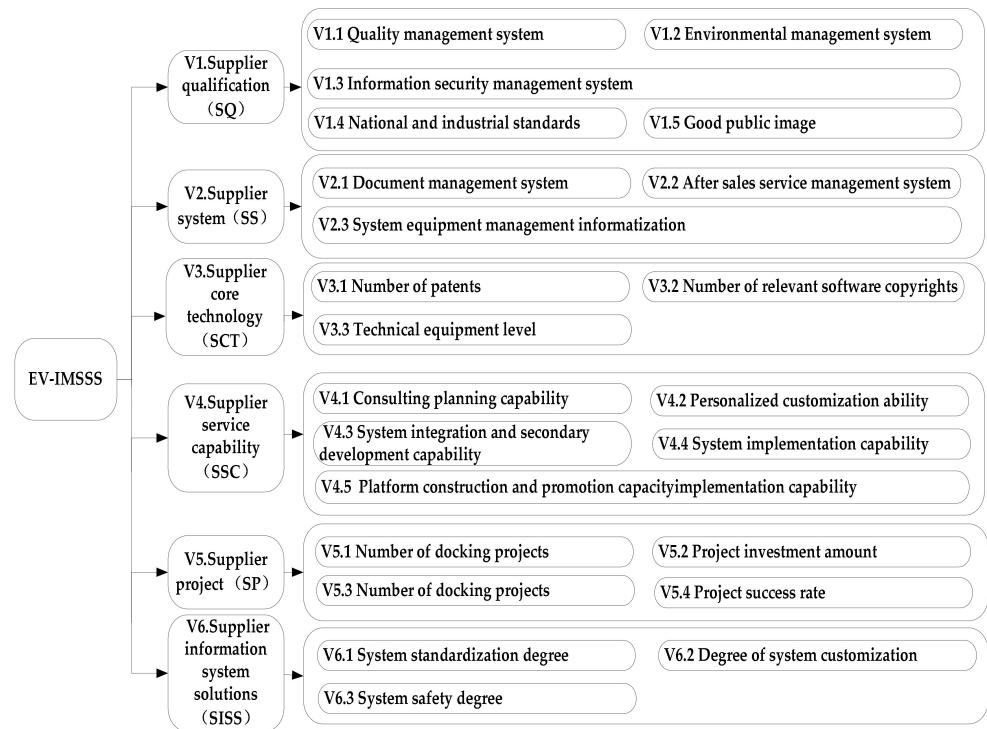 EV-IMSSS
V1.Supplier
qualification
（SQ）
V1.1 Quality management system
V1.2 Environmental management system
V1.3 Information security management system
V1.4 National and industrial standards
V1.5 Good public image
V2.Supplier
system（SS）
V2.1 Document management system
V2.2 After sales service management system
V2.3 System equipment management informatization
V3.Supplier
core
technology
（SCT）
V3.1 Number of patents
V3.2 Number of relevant software copyrights
V3.3 Technical equipment level
V4.Supplier
service
capability
（SSC）
V4.1 Consulting planning capability
V4.2 Personalized customization ability
V4.3 System integration and secondary
development capability
V4.4 System implementation capability
V4.5 Platform construction and promotion capacityimplementation capability
V5.Supplier
project（SP）
V5.1 Number of docking projects
V5.2 Project investment amount
V5.3 Number of docking projects
V5.4 Project success rate
V6.Supplier
information
system
solutions
（SISS）
V6.1 System standardization degree
V6.2 Degree of system customization
V6.3 System safety degree